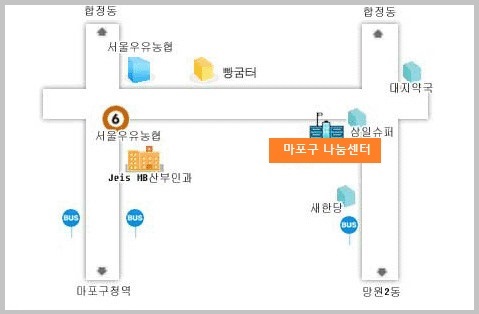 합정동
합정동
서울우유농협
빵굼터
대지약국
6
서울우유농협
상일슈퍼
마포구 나눔센터
Jeis MB산부인과
새한당
BUS
BUS
BUS
마포구청역
망원2동